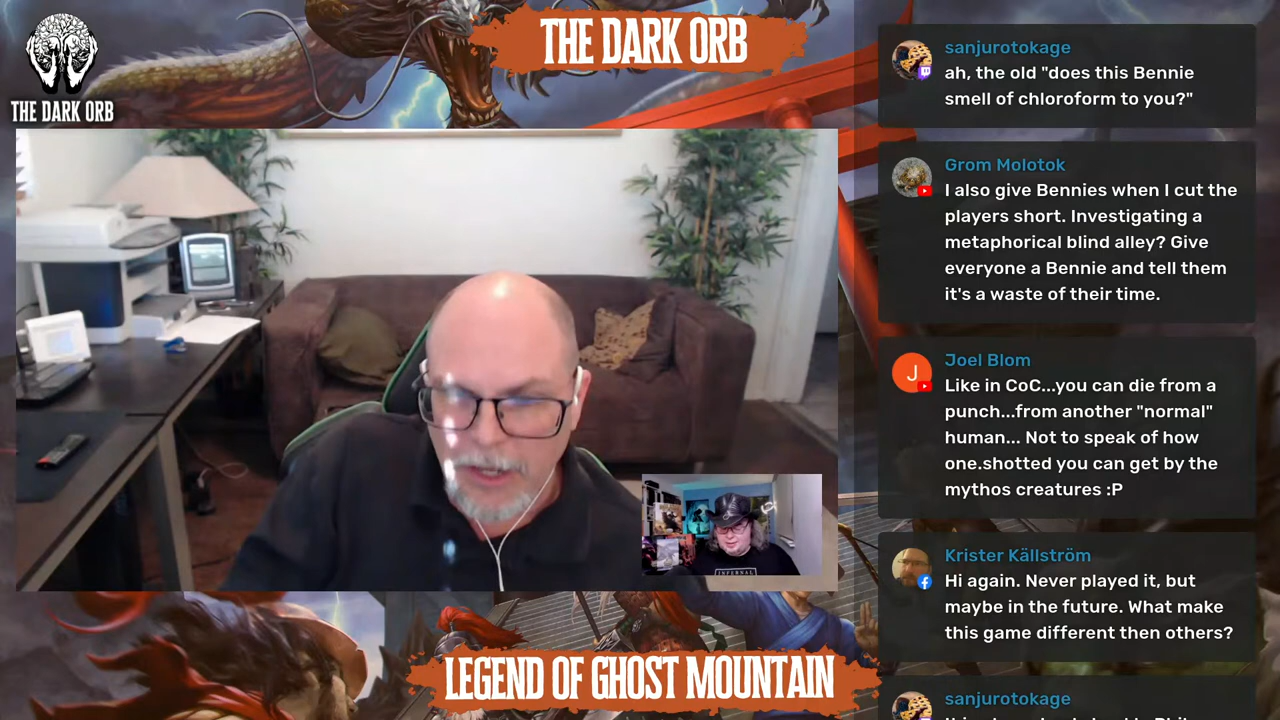 THE DARK ORB
THE DARK ORB
sanjurotokage
ah, the old "does this Bennie
smell of chloroform to you?"
Grom Molotok
I also give Bennies when I cut the
players short. Investigating a
metaphorical blind alley? Give
everyone a Bennie and tell them
it's a waste of their time.
J
Joel Blom
Like in CoC...you can die from a
punch...from another "normal"
human... Not to speak of how
one.shotted you can get by the
mythos creatures :P
Krister Källström
Hi again. Never played it, but
maybe in the future. What make
this game different then others?
sanjurotokage
INFERNAL
LEGEND OF GHOST MOUNTAIN